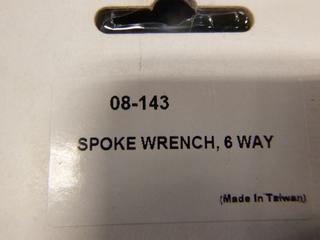 08-143
SPOKE WRENCH, 6 WAY
(Made In Taiwan)